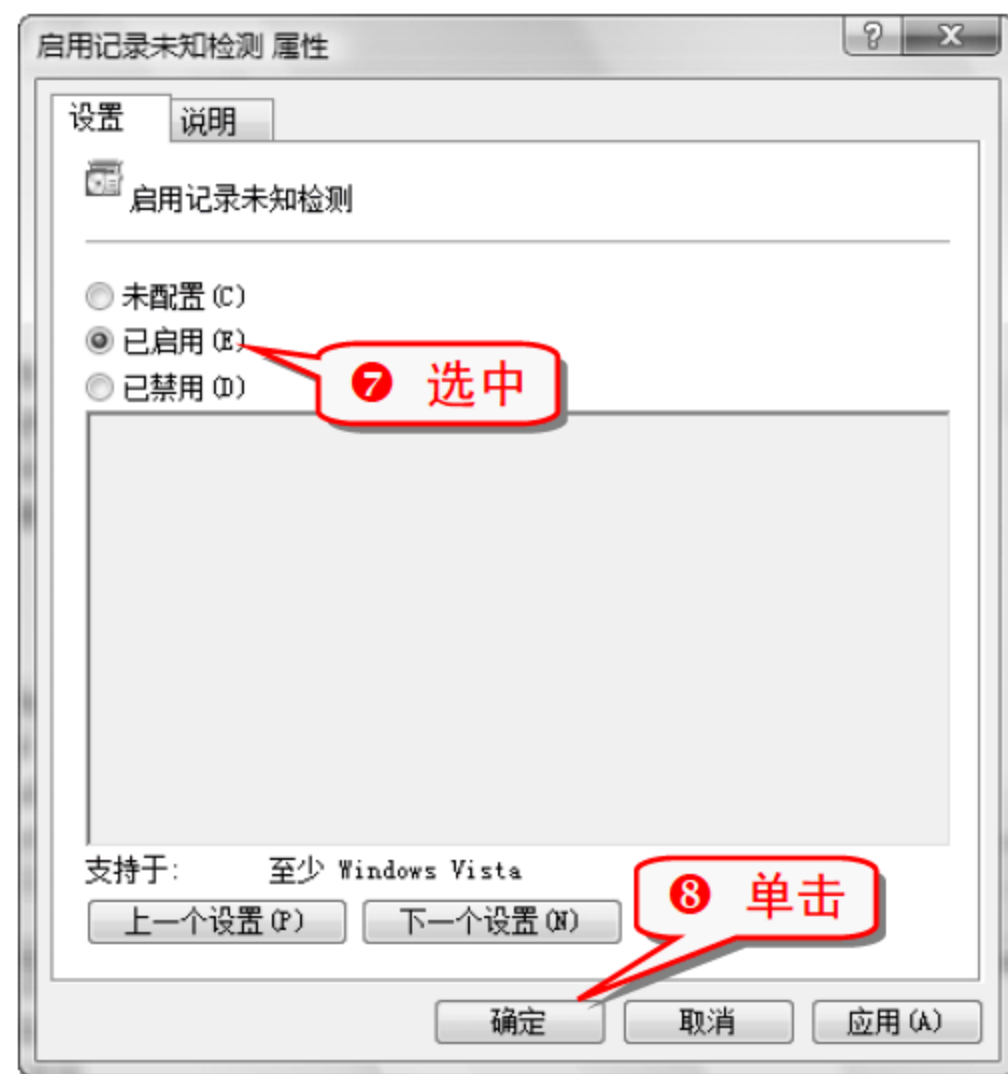 启用记录未知检测 属性
设置 说明
启用记录未知检测
未配置(C)
已启用(E)
❼ 选中
已禁用(D)
支持于: 至少 Windows Vista
❽ 单击
上一个设置(P) 下一个设置(N)
确定 取消 应用(A)